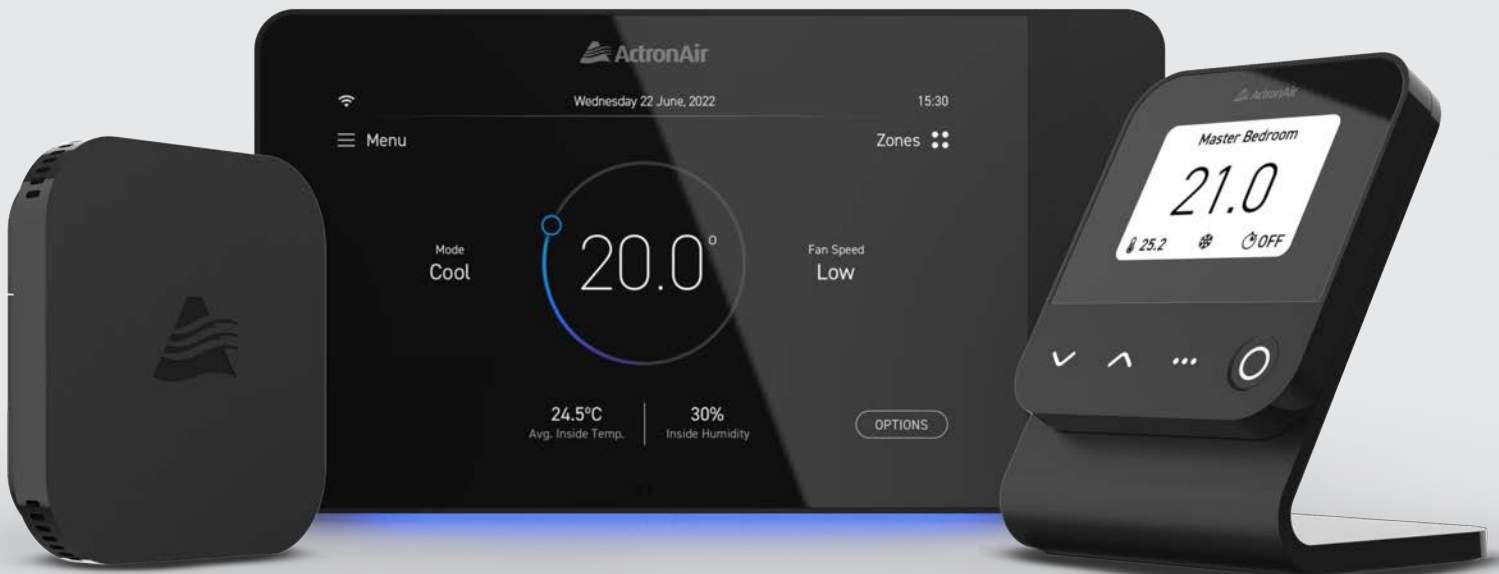 ActronAir
Wednesday 22 June, 2022
15:30
Menu
Zones
Mode
Cool
20.0°
Fan Speed
Low
24.5°C
Avg. Inside Temp.
30%
Inside Humidity
OPTIONS
ActronAir
Master Bedroom
21.0
25.2
OFF